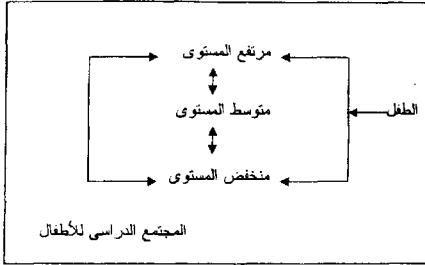 مرتفع المستوى
متوسط المستوى
الطفل
منخفض المستوى
المجتمع الدراسى للأطفال